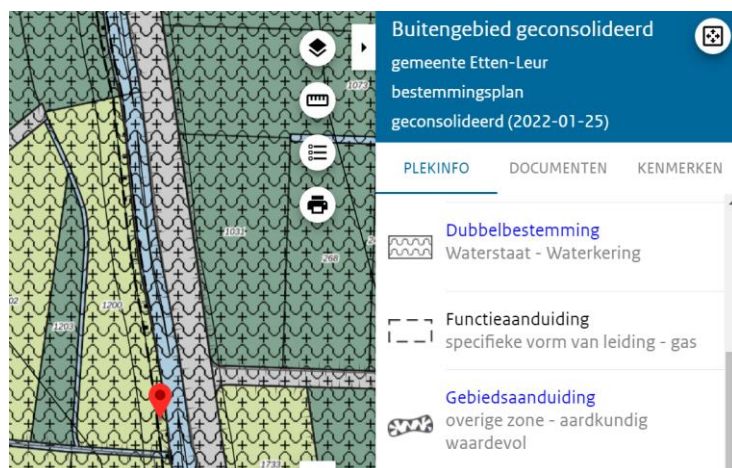 Buitengebied geconsolideerd
gemeente Etten-Leur
bestemmingsplan
geconsolideerd (2022-01-25)
PLEKINFO DOCUMENTEN KENMERKEN
Dubbelbestemming
Waterstaat - Waterkering
Functieaanduiding
specifieke vorm van leiding - gas
Gebiedsaanduiding
overige zone - aardkundig
waardevol
1073
1031
268
1200
1203
1733